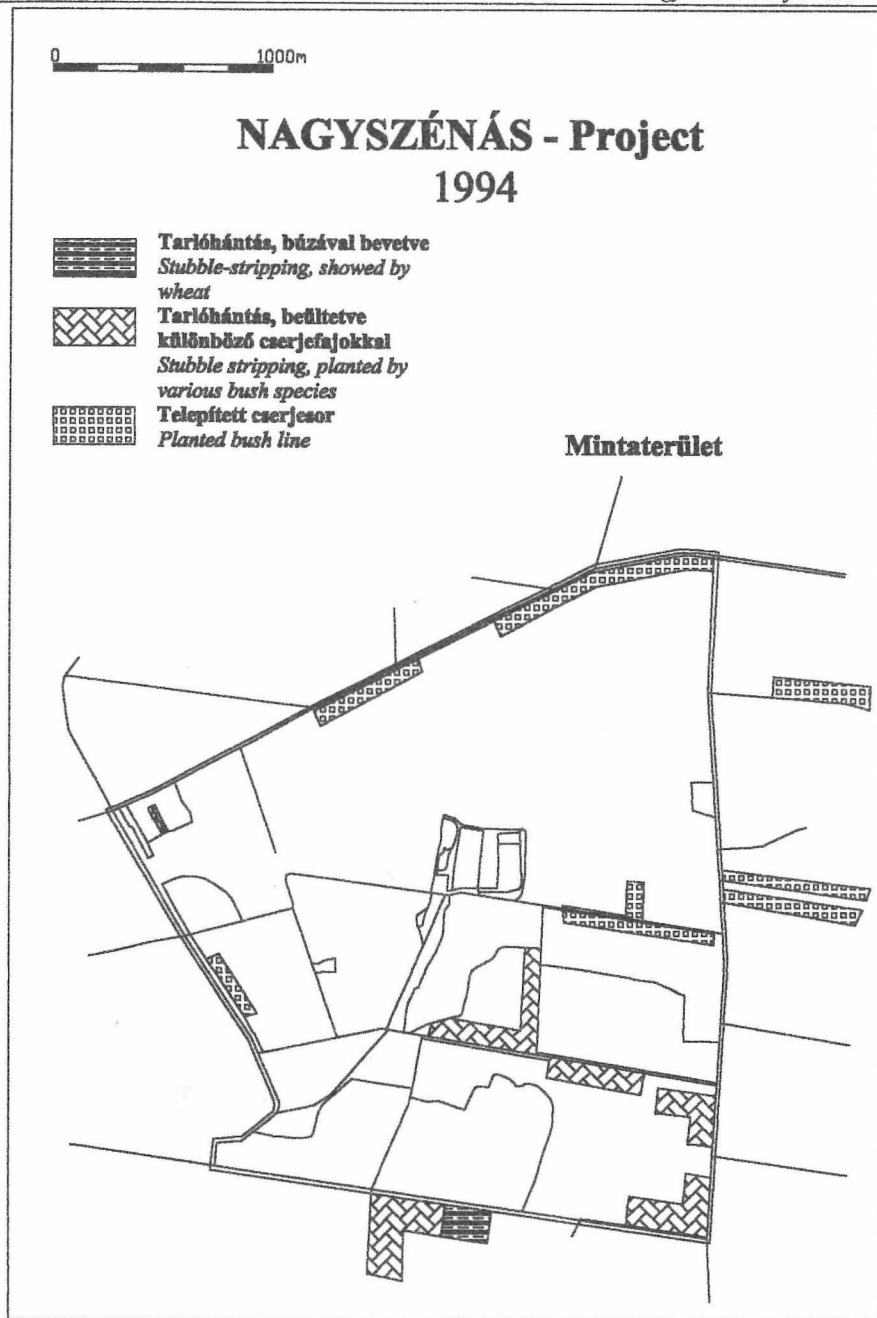 0 1000m
NAGYSZÉNÁS - Project
1994
Tarlóhántás, búzával bevetve
Stubble-stripping, showed by
wheat
Tarlóhántás, beültetve
különböző cserjefajokkal
Stubble stripping, planted by
various bush species
Telepített cserjesor
Planted bush line
Mintaterület